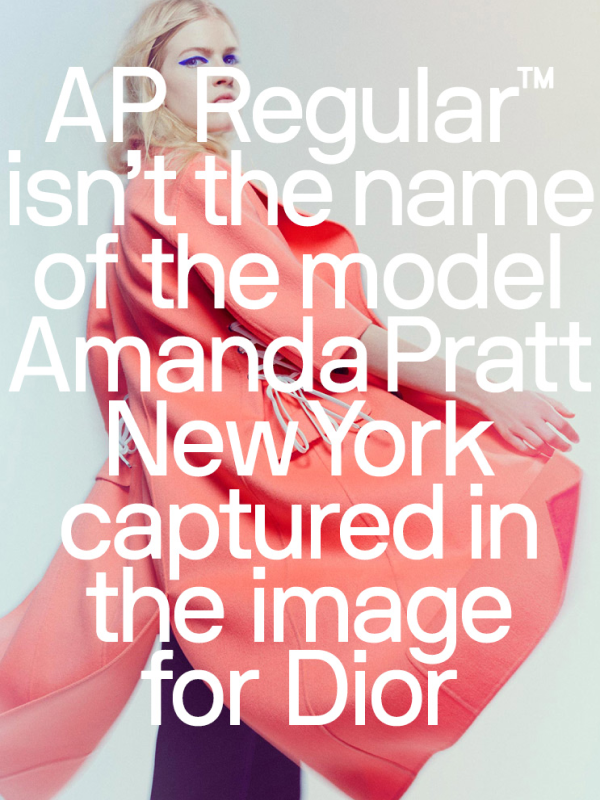 AP Regular™
isn't the name
of the model
Amanda Pratt
New York
captured in
the image
for Dior